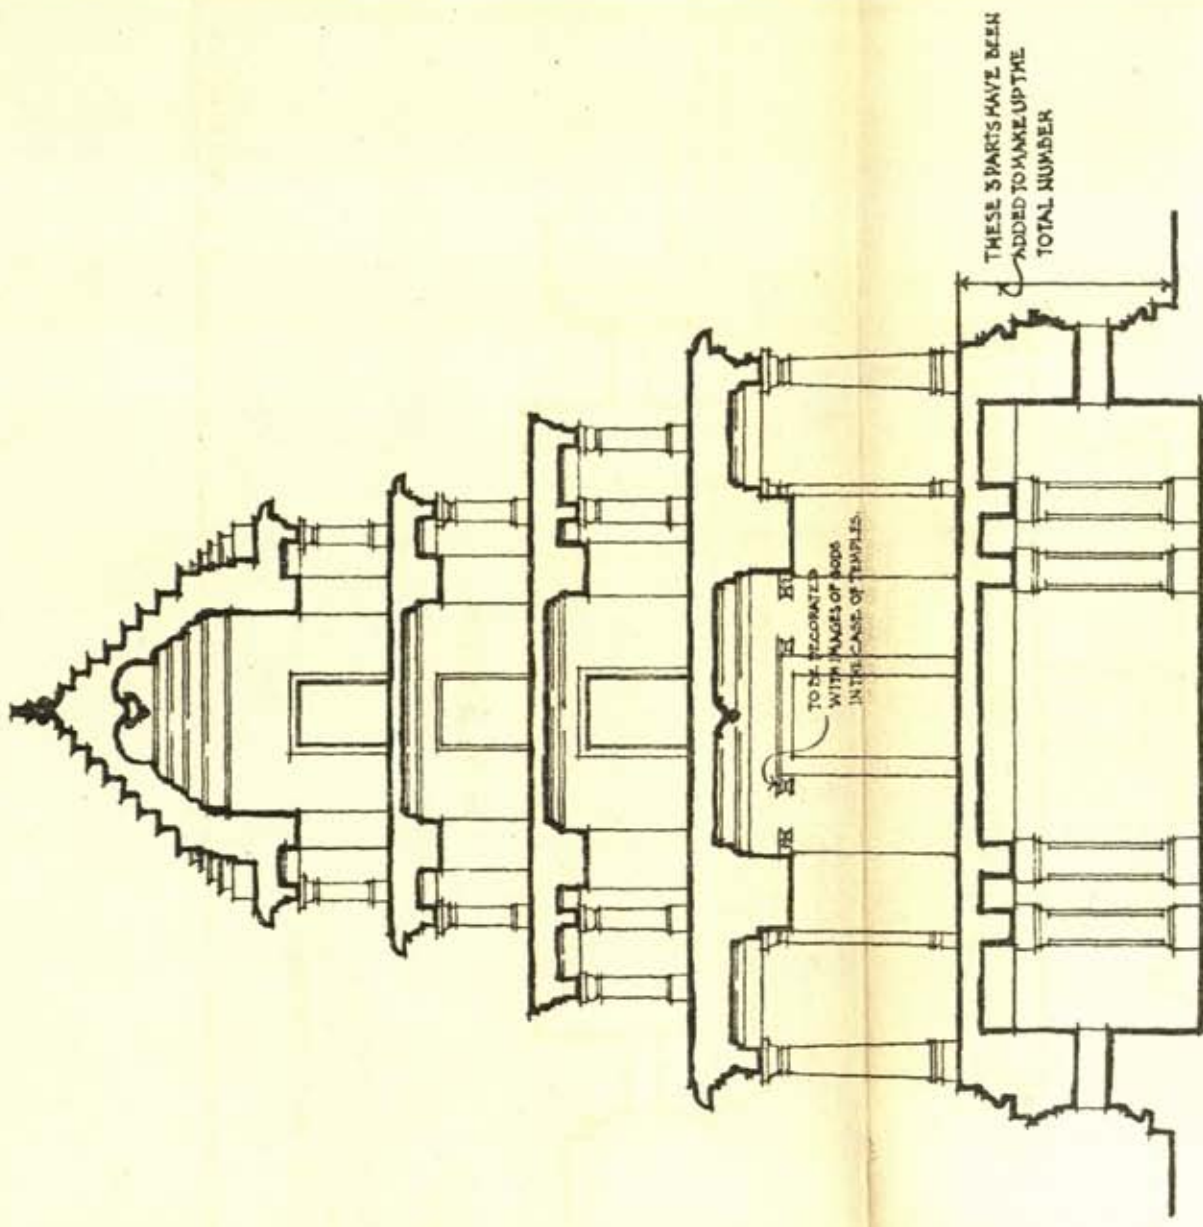 THESE 3 PARTS HAVE BEEN
ADDED TO MAKE UP THE
TOTAL NUMBER
TO BE DECORATED
WITH IMAGES OF GODS
IN THE CASE OF TEMPLES.